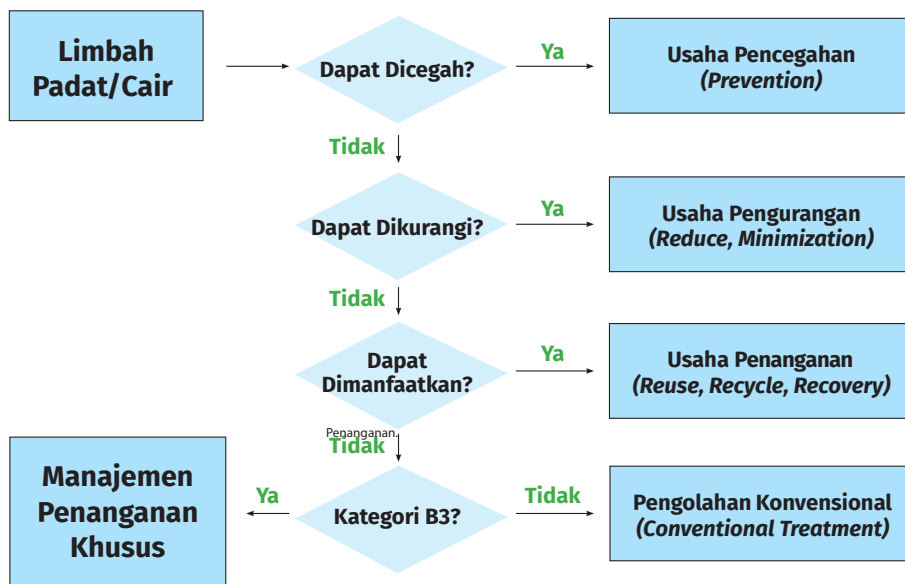 Limbah
Padat/Cair
Dapat Dicegah?
Ya
Usaha Pencegahan
(Prevention)
Tidak
Dapat Dikurangi?
Ya
Usaha Pengurangan
(Reduce, Minimization)
Tidak
Dapat
Dimanfaatkan?
Ya
Usaha Penanganan
(Reuse, Recycle, Recovery)
Penanganan.
Tidak
Manajemen
Penanganan
Khusus
Ya
Kategori B3?
Tidak
Pengolahan Konvensional
(Conventional Treatment)